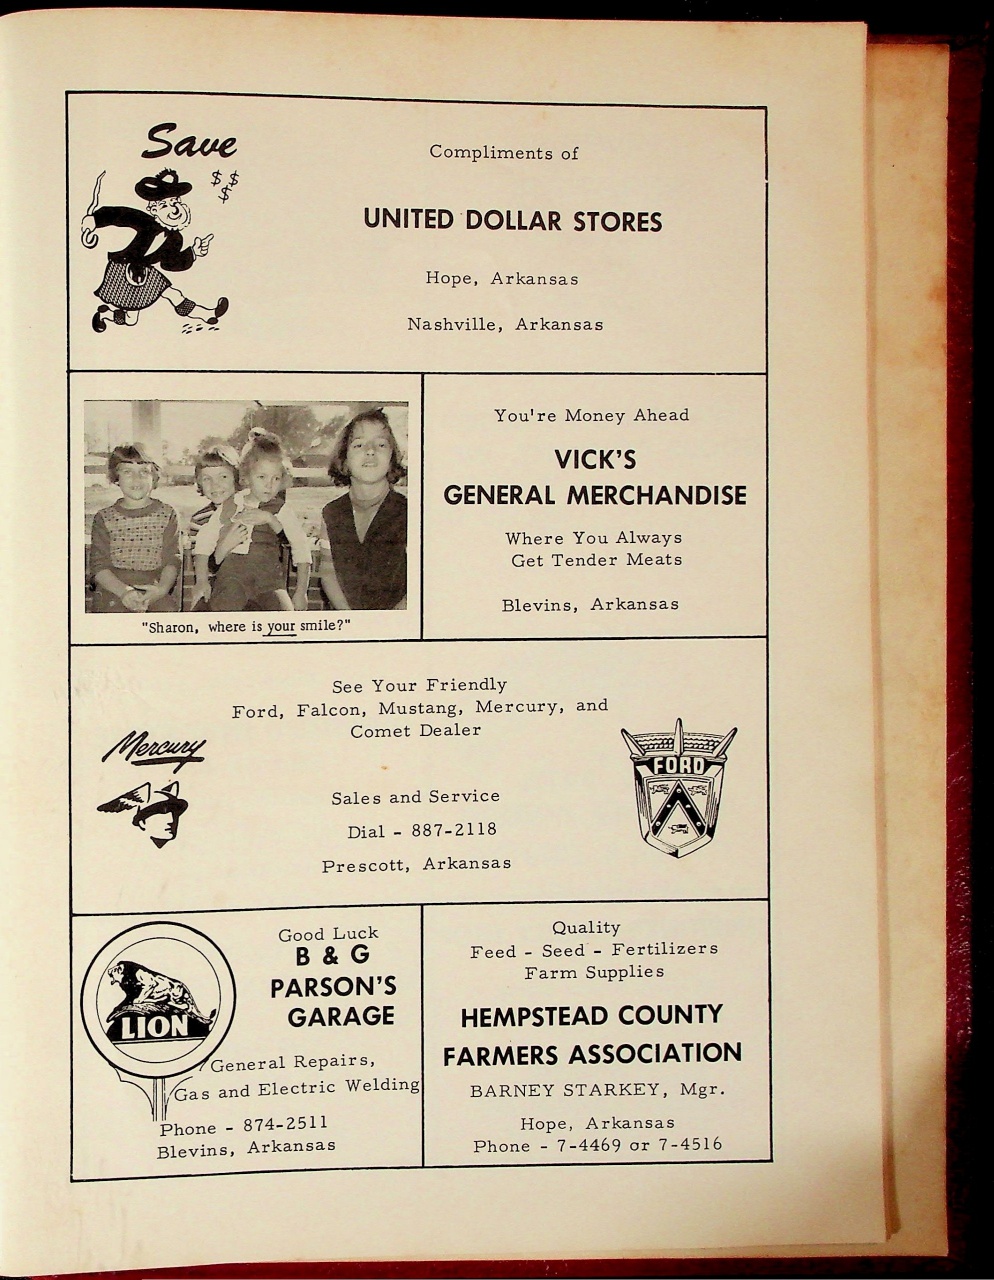 Save
$ $
$
Compliments of
UNITED DOLLAR STORES
Hope, Arkansas
Nashville, Arkansas
"Sharon, where is your smile?"
You're Money Ahead
VICK'S
GENERAL MERCHANDISE
Where You Always
Get Tender Meats
Blevins, Arkansas
See Your Friendly
Ford, Falcon, Mustang, Mercury, and
Comet Dealer
Mercury
FORD
Sales and Service
Dial - 887-2118
Prescott, Arkansas
LION
Good Luck
B & G
PARSON'S
GARAGE
General Repairs,
Gas and Electric Welding
Phone - 874-2511
Blevins, Arkansas
Quality
Feed - Seed - Fertilizers
Farm Supplies
HEMPSTEAD COUNTY
FARMERS ASSOCIATION
BARNEY STARKEY, Mgr.
Hope, Arkansas
Phone - 7-4469 or 7-4516